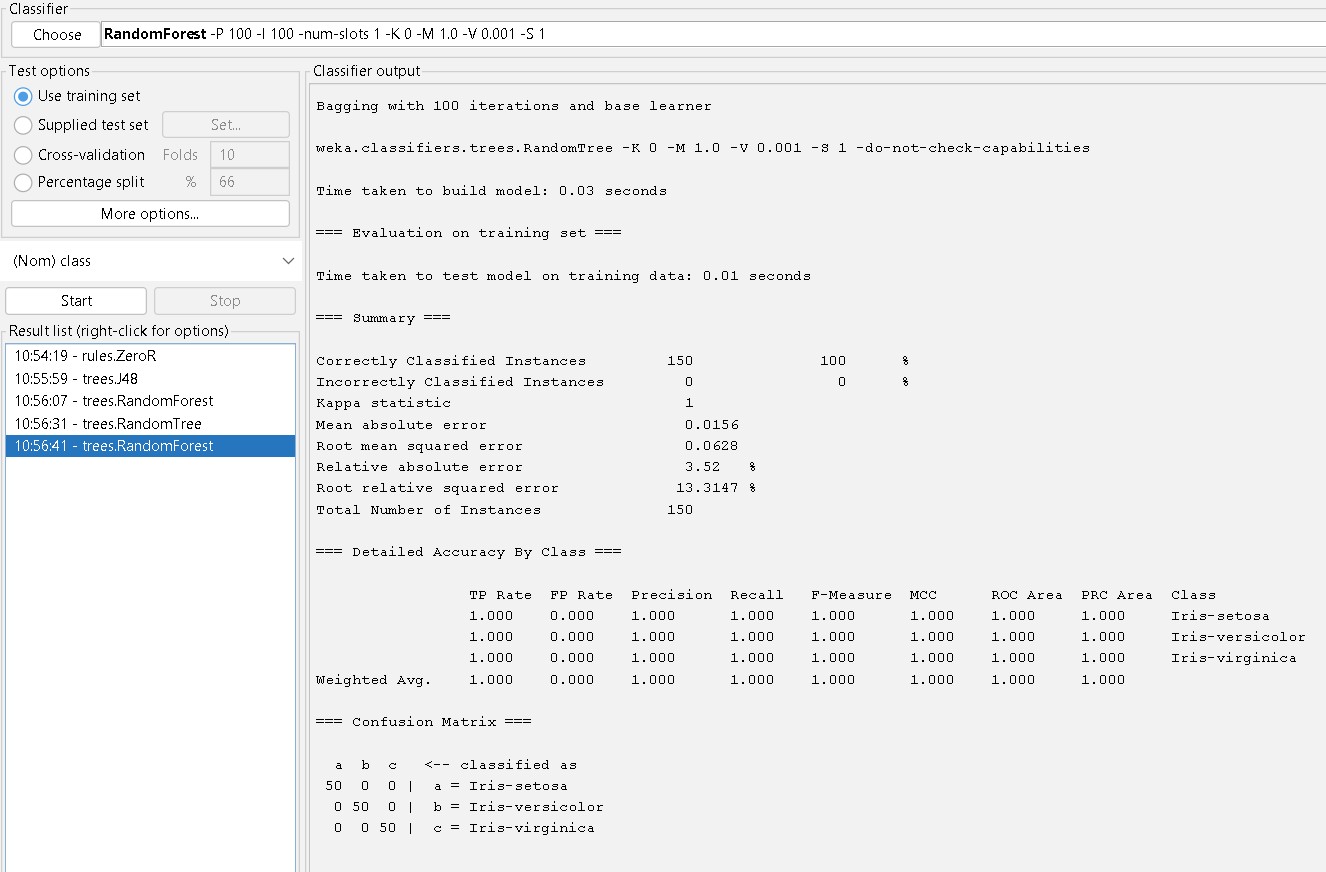 Classifier
Choose RandomForest -P 100 -I 100 -num-slots 1 -K 0 -M 1.0 -V 0.001 -S 1
Test options
Use training set
Supplied test set Set...
Cross-validation Folds 10
Percentage split % 66
More options...
(Nom) class
Start Stop
Result list (right-click for options)
10:54:19 - rules.ZeroR
10:55:59 - trees.J48
10:56:07 - trees.RandomForest
10:56:31 - trees.RandomTree
10:56:41 - trees.RandomForest
Classifier output
Bagging with 100 iterations and base learner
weka.classifiers.trees.RandomTree -K 0 -M 1.0 -V 0.001 -S 1 -do-not-check-capabilities
Time taken to build model: 0.03 seconds
=== Evaluation on training set ===
Time taken to test model on training data: 0.01 seconds
=== Summary ===
Correctly Classified Instances 150 100 %
Incorrectly Classified Instances 0 0 %
Kappa statistic 1
Mean absolute error 0.0156
Root mean squared error 0.0628
Relative absolute error 3.52 %
Root relative squared error 13.3147 %
Total Number of Instances 150
=== Detailed Accuracy By Class ===
TP Rate FP Rate Precision Recall F-Measure MCC ROC Area PRC Area Class
1.000 0.000 1.000 1.000 1.000 1.000 1.000 1.000 Iris-setosa
1.000 0.000 1.000 1.000 1.000 1.000 1.000 1.000 Iris-versicolor
1.000 0.000 1.000 1.000 1.000 1.000 1.000 1.000 Iris-virginica
Weighted Avg. 1.000 0.000 1.000 1.000 1.000 1.000 1.000 1.000
=== Confusion Matrix ===
a b c <-- classified as
50 0 0 | a = Iris-setosa
0 50 0 | b = Iris-versicolor
0 0 50 | c = Iris-virginica